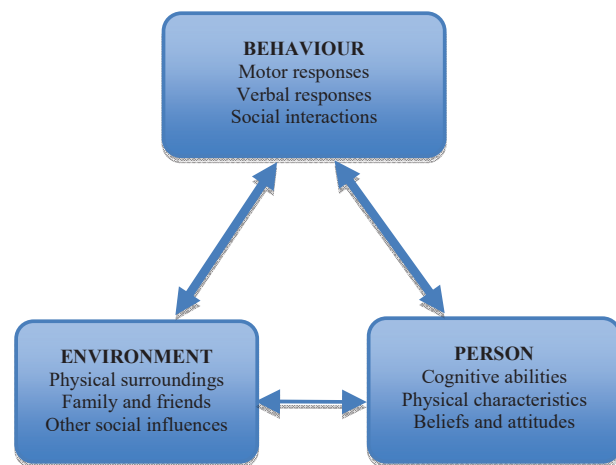 BEHAVIOUR
Motor responses
Verbal responses
Social interactions
ENVIRONMENT
Physical surroundings
Family and friends
Other social influences
PERSON
Cognitive abilities
Physical characteristics
Beliefs and attitudes